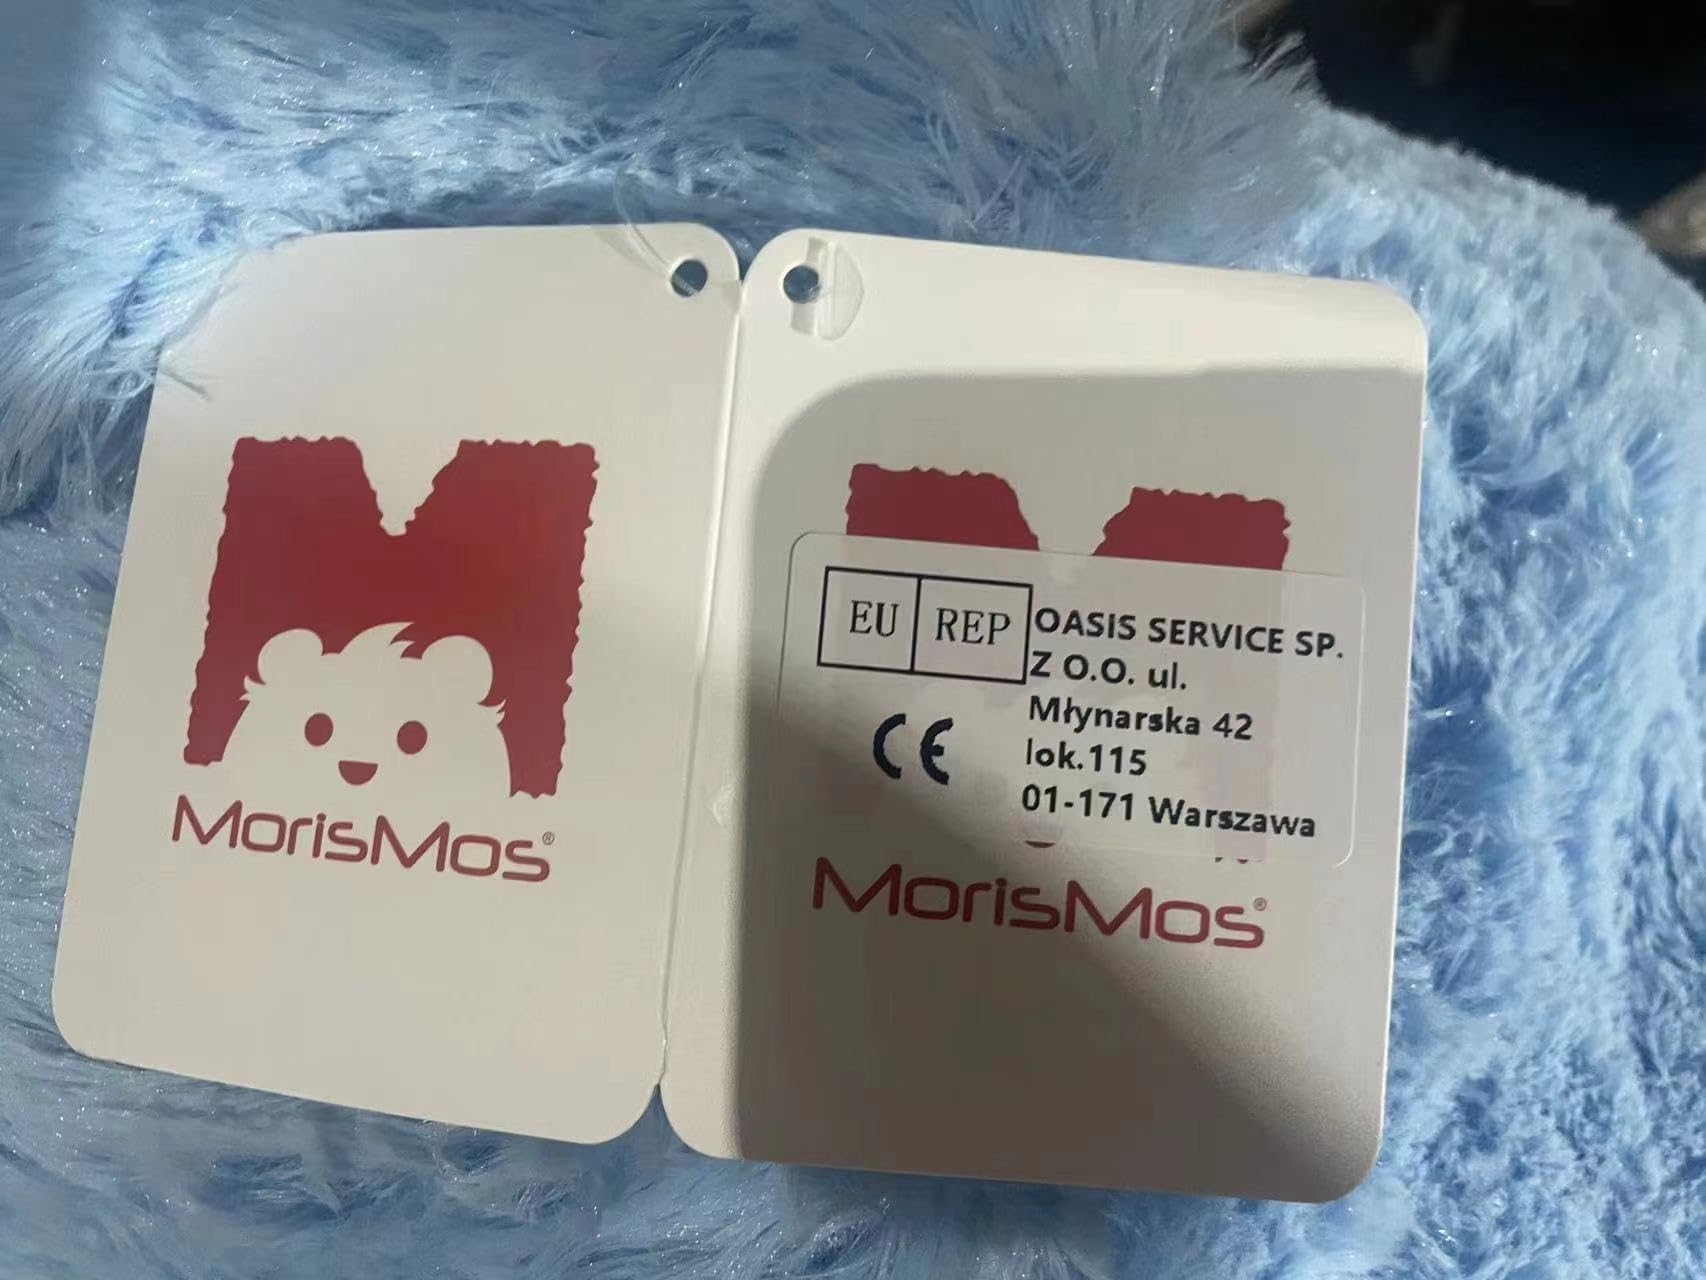 MorisMos®
EU REP
OASIS SERVICE SP.
Z O.O. ul.
Młynarska 42
lok.115
01-171 Warszawa
CE
MorisMos®